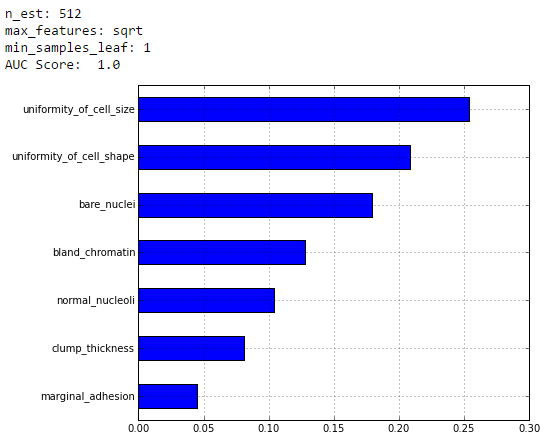 n_est: 512
max_features: sqrt
min_samples_leaf: 1
AUC Score:  1.0
uniformity_of_cell_size
uniformity_of_cell_shape
bare_nuclei
bland_chromatin
normal_nucleoli
clump_thickness
marginal_adhesion
0.00 0.05 0.10 0.15 0.20 0.25 0.30